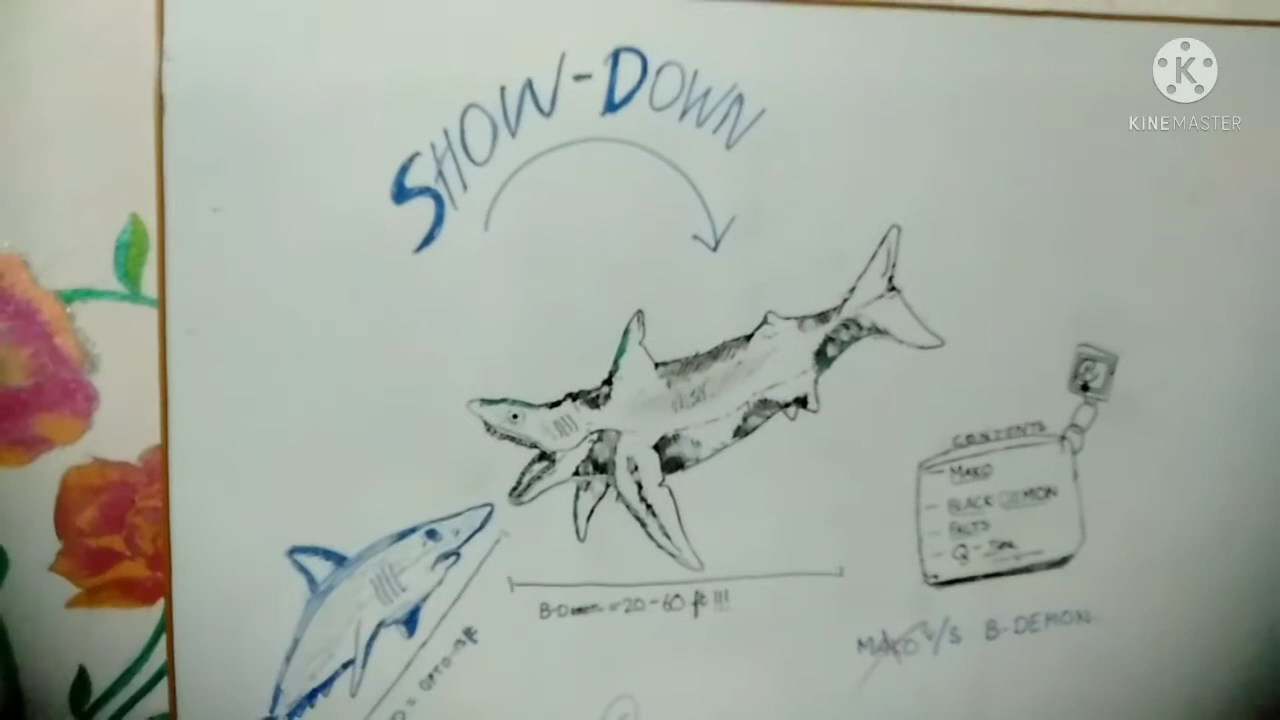 SHOW-DOWN
KINEMASTER
CONTENTS
- MAKO
- BLACK DEMON
- FACTS
B-Demon = 20-60 ft !!!
MAKO V/S B-DEMON